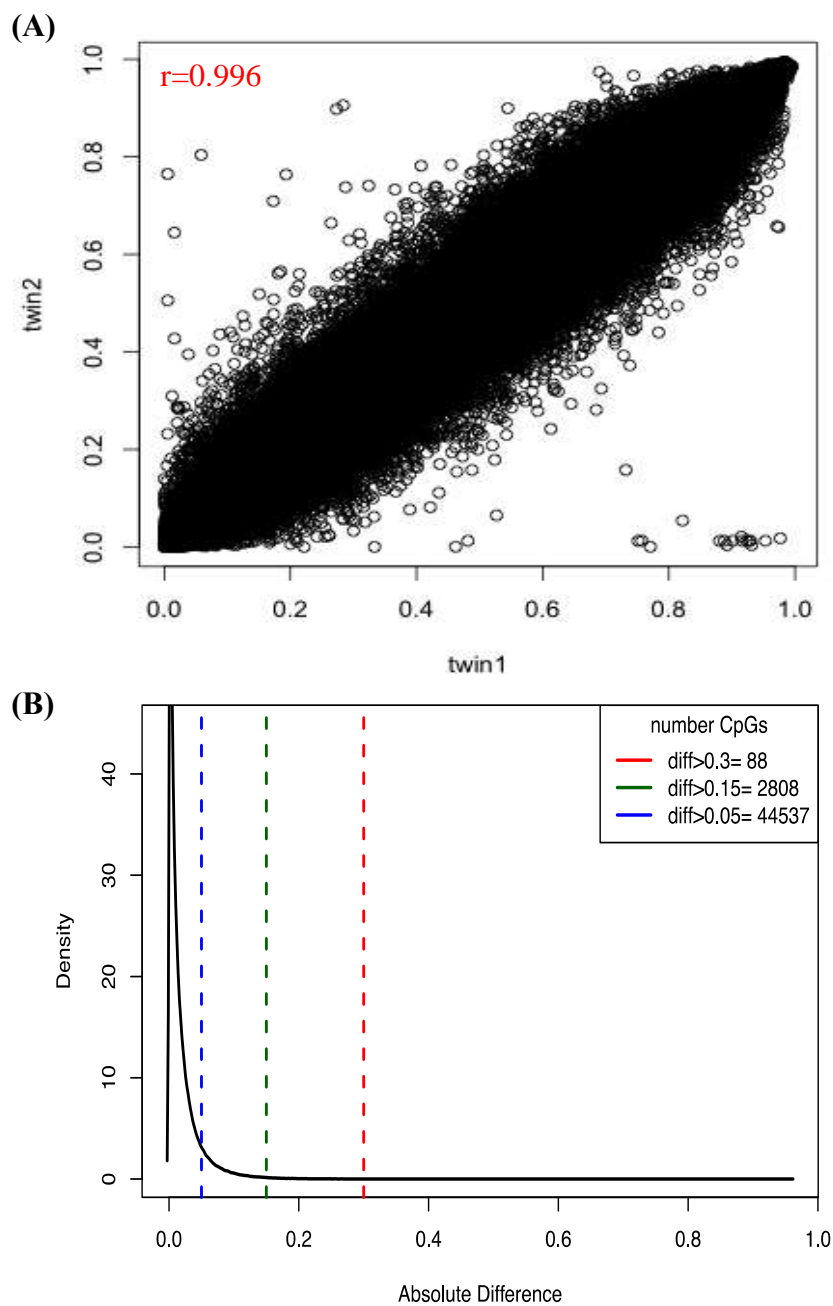 (A)
r=0.996
1.0
0.8
0.6
0.4
0.2
0.0
twin2
0.0 0.2 0.4 0.6 0.8 1.0
twin1
(B)
number CpGs
diff>0.3= 88
diff>0.15= 2808
diff>0.05= 44537
40
30
20
10
0
Density
0.0 0.2 0.4 0.6 0.8 1.0
Absolute Difference